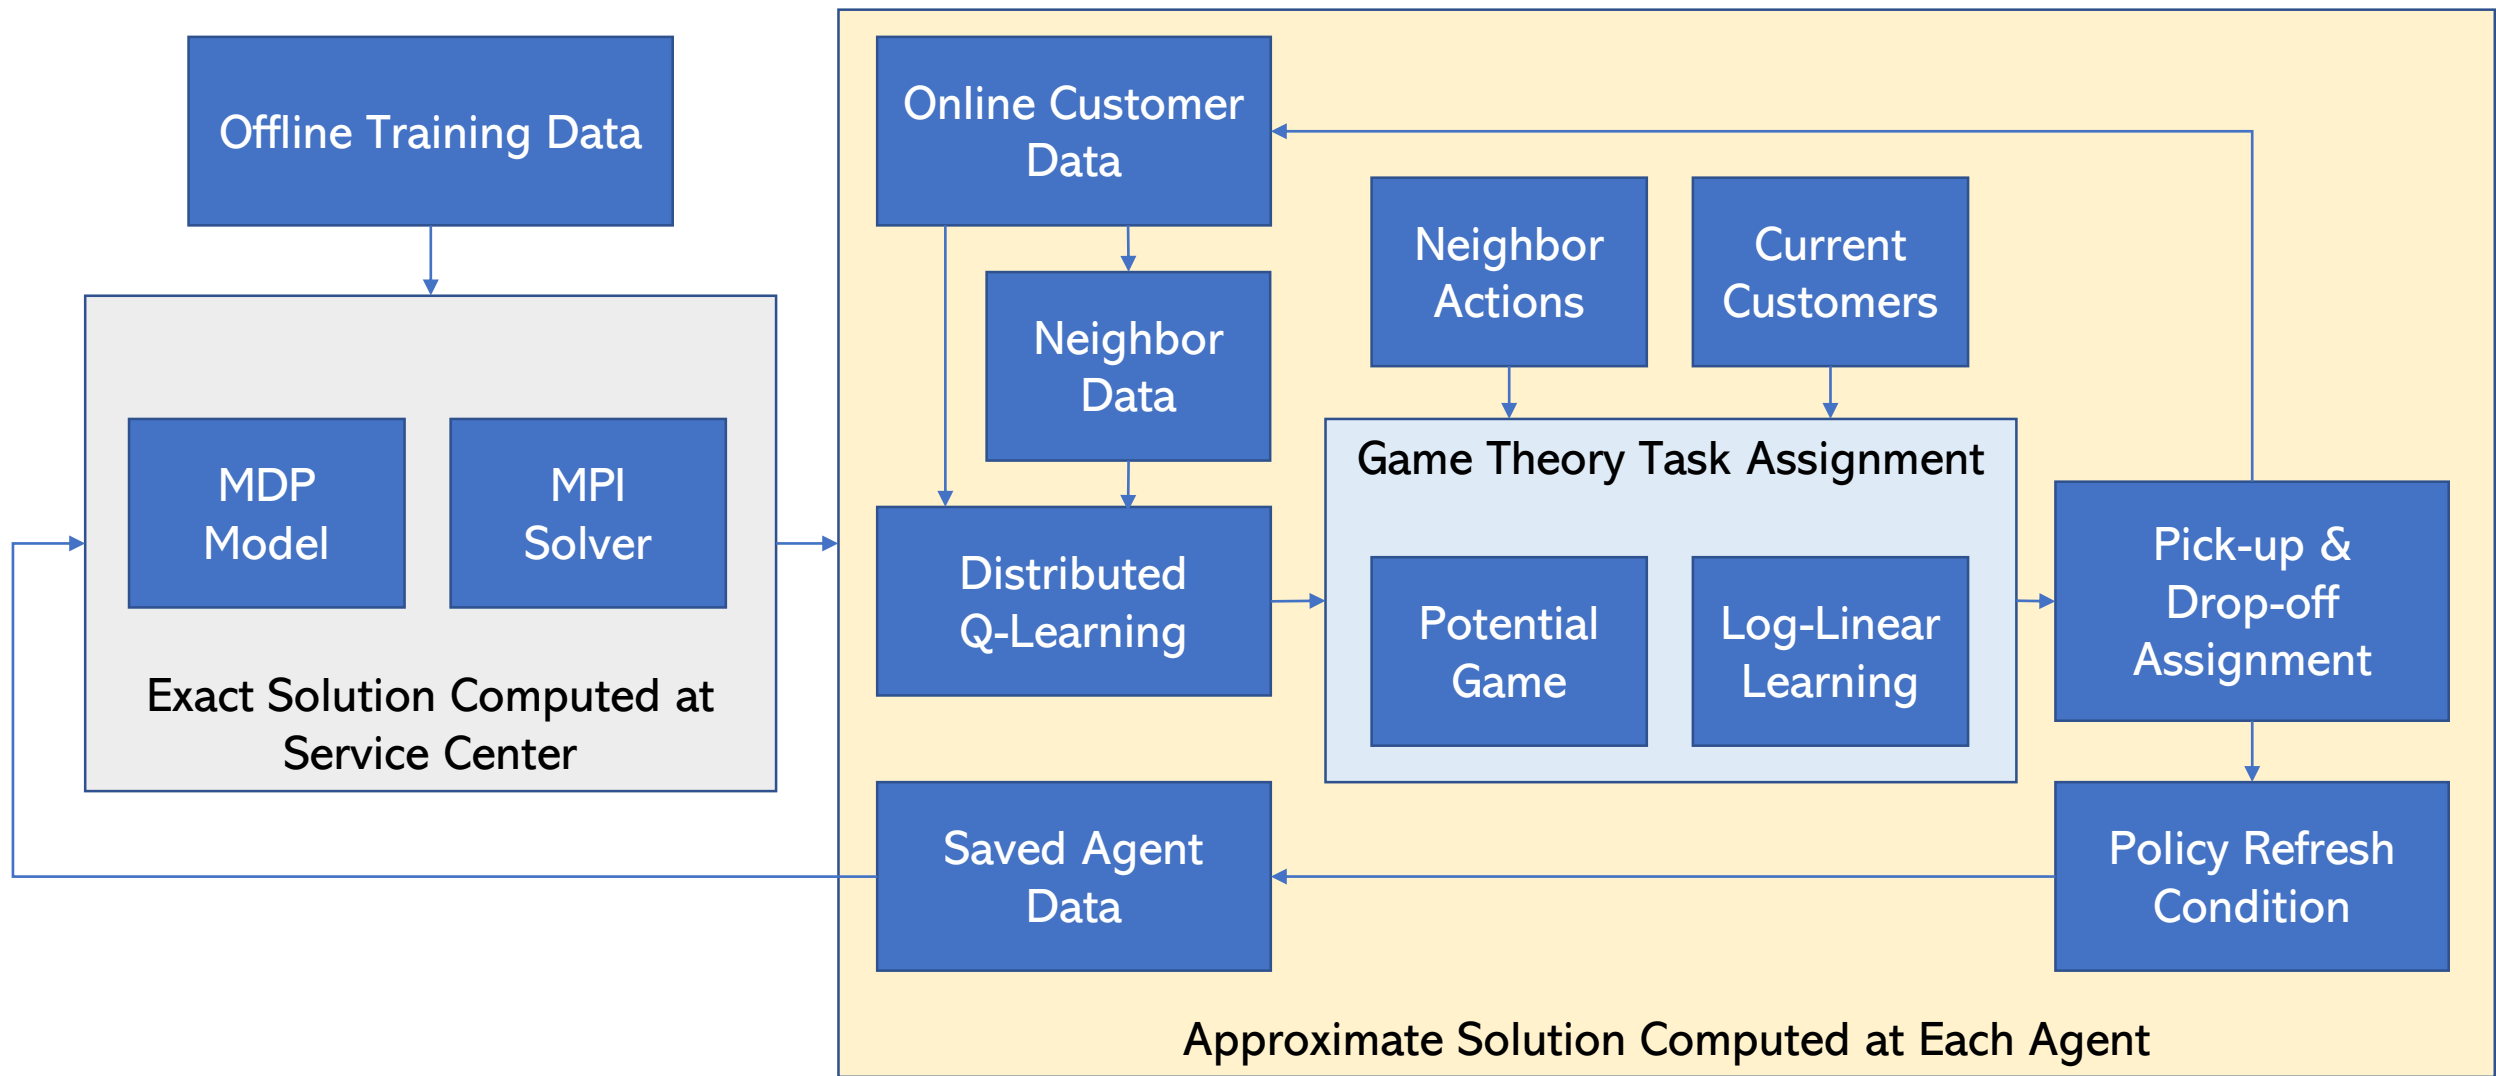 Offline Training Data
MDP
Model
MPI
Solver
Exact Solution Computed at
Service Center
Online Customer
Data
Neighbor
Data
Distributed
Q-Learning
Neighbor
Actions
Current
Customers
Game Theory Task Assignment
Potential
Game
Log-Linear
Learning
Pick-up &
Drop-off
Assignment
Policy Refresh
Condition
Saved Agent
Data
Approximate Solution Computed at Each Agent